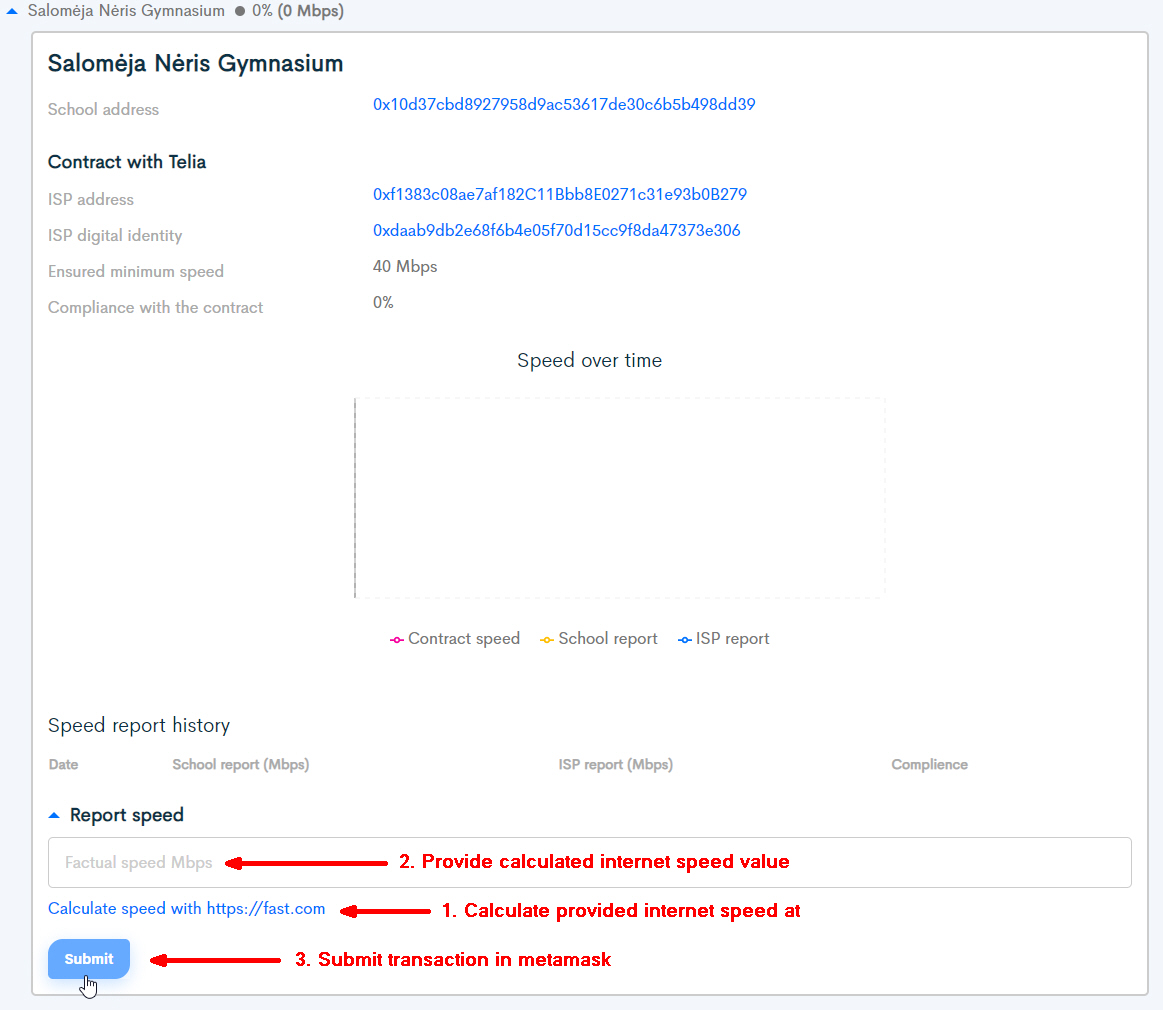 Salomėja Nėris Gymnasium ● 0% (0 Mbps)
Salomėja Nėris Gymnasium
School address 0x10d37cbd8927958d9ac53617de30c6b5b498dd39
Contract with Telia
ISP address 0xf1383c08ae7af182C11Bbb8E0271c31e93b0B279
ISP digital identity 0xdaab9db2e68f6b4e05f70d15cc9f8da47373e306
Ensured minimum speed 40 Mbps
Compliance with the contract 0%
Speed over time
Contract speed School report ISP report
Speed report history
Date School report (Mbps) ISP report (Mbps) Complience
Report speed
Factual speed Mbps 2. Provide calculated internet speed value
Calculate speed with https://fast.com 1. Calculate provided internet speed at
Submit 3. Submit transaction in metamask